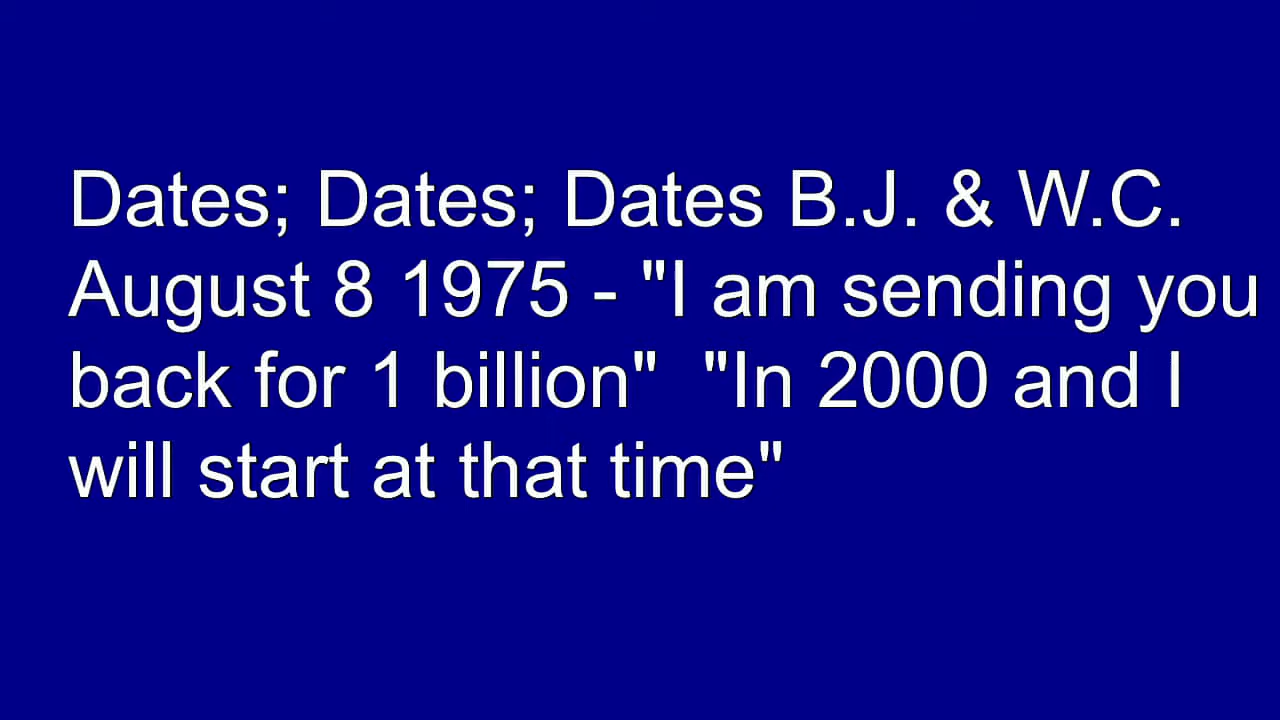 Dates; Dates; Dates B.J. & W.C.
August 8 1975 - "I am sending you
back for 1 billion"  "In 2000 and I
will start at that time"